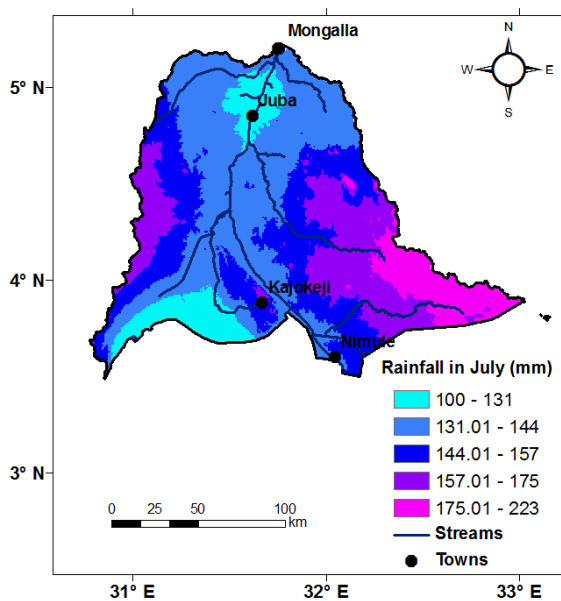 Mongalla
N
W E
S
5° N
Juba
4° N
Kajokeji
Nimule
Rainfall in July (mm)
100 - 131
131.01 - 144
144.01 - 157
157.01 - 175
175.01 - 223
Streams
Towns
3° N
0 25 50 100
km
31° E 32° E 33° E